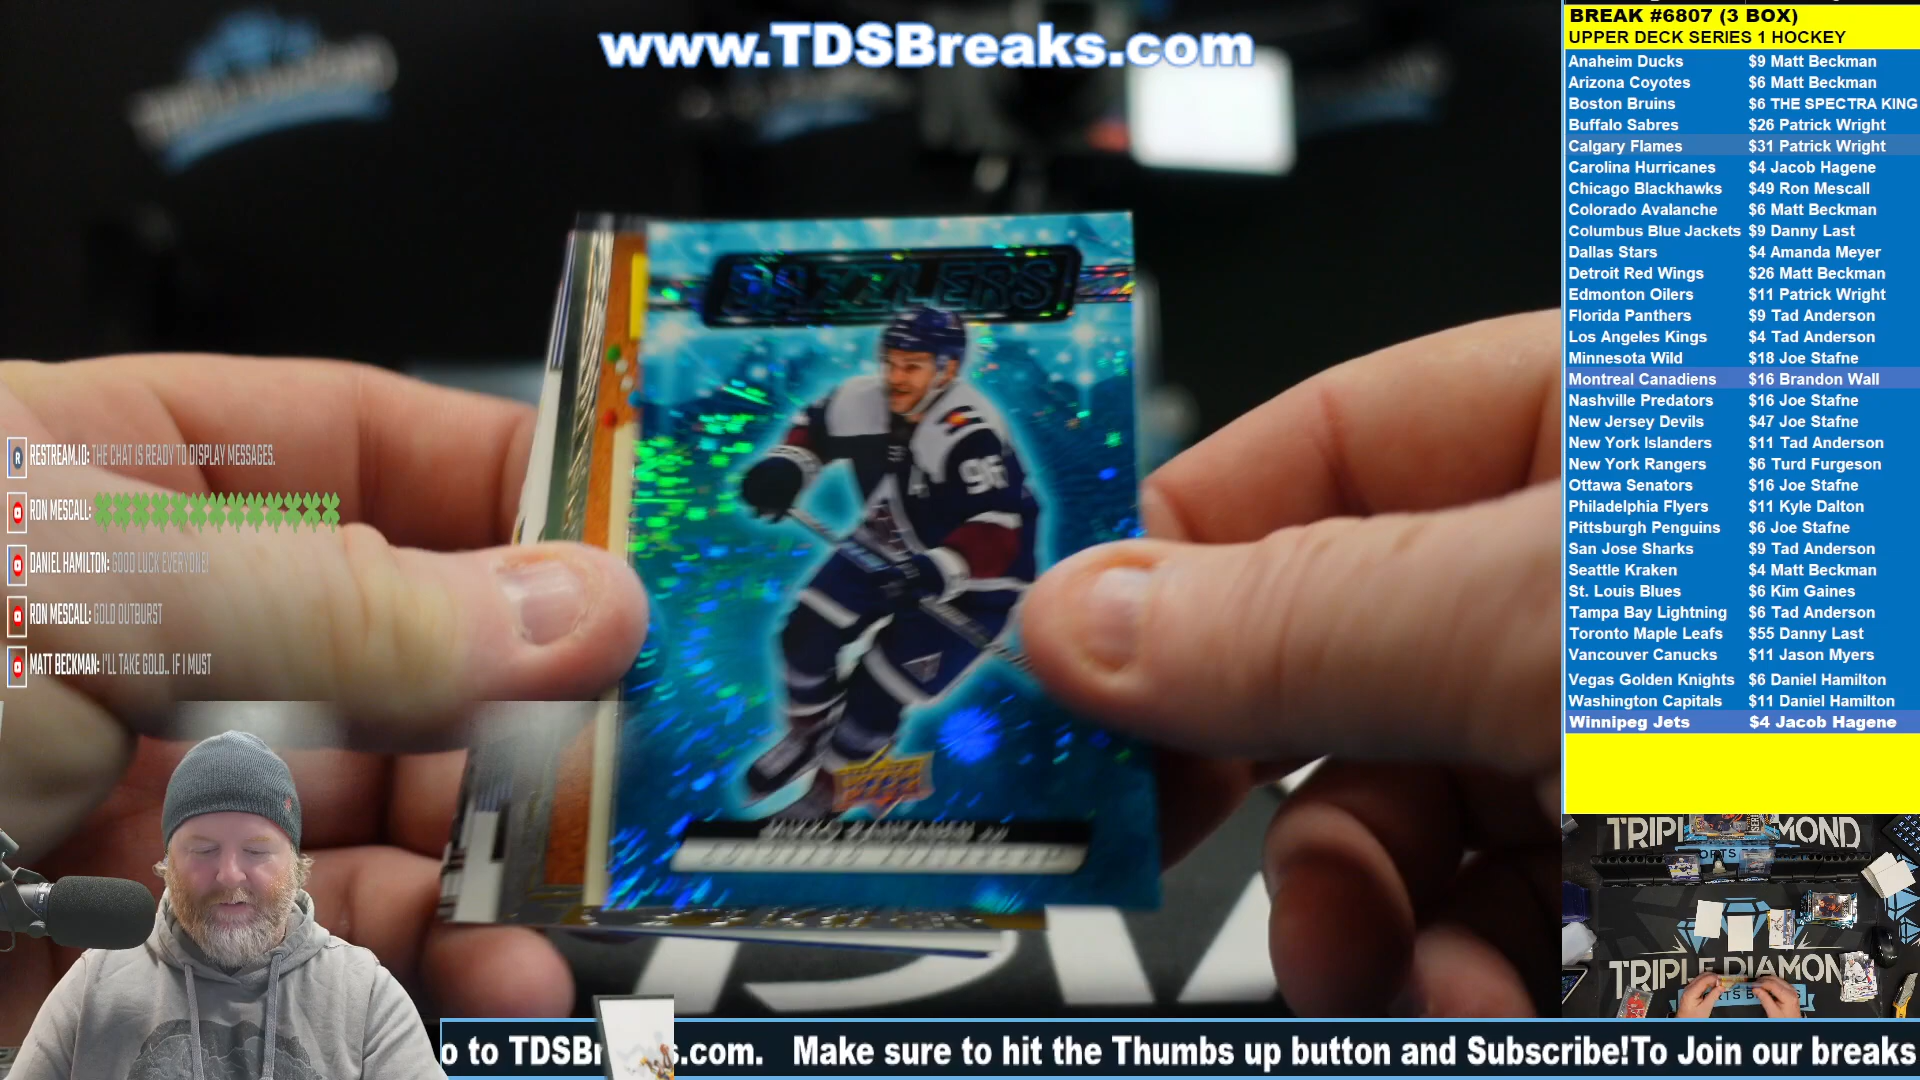 www.TDSBreaks.com
BREAK #6807 (3 BOX)
UPPER DECK SERIES 1 HOCKEY
Anaheim Ducks $9 Matt Beckman
Arizona Coyotes $6 Matt Beckman
Boston Bruins $6 THE SPECTRA KING
Buffalo Sabres $26 Patrick Wright
Calgary Flames $31 Patrick Wright
Carolina Hurricanes $4 Jacob Hagene
Chicago Blackhawks $49 Ron Mescall
Colorado Avalanche $6 Matt Beckman
Columbus Blue Jackets $9 Danny Last
Dallas Stars $4 Amanda Meyer
Detroit Red Wings $26 Matt Beckman
Edmonton Oilers $11 Patrick Wright
Florida Panthers $9 Tad Anderson
Los Angeles Kings $4 Tad Anderson
Minnesota Wild $18 Joe Stafne
Montreal Canadiens $16 Brandon Wall
Nashville Predators $16 Joe Stafne
New Jersey Devils $47 Joe Stafne
New York Islanders $11 Tad Anderson
New York Rangers $6 Turd Furgeson
Ottawa Senators $16 Joe Stafne
Philadelphia Flyers $11 Kyle Dalton
Pittsburgh Penguins $6 Joe Stafne
San Jose Sharks $9 Tad Anderson
Seattle Kraken $4 Matt Beckman
St. Louis Blues $6 Kim Gaines
Tampa Bay Lightning $6 Tad Anderson
Toronto Maple Leafs $55 Danny Last
Vancouver Canucks $11 Jason Myers
Vegas Golden Knights $6 Daniel Hamilton
Washington Capitals $11 Daniel Hamilton
Winnipeg Jets $4 Jacob Hagene
DAZZLERS
96
RESTREAM.IO: THE CHAT IS READY TO DISPLAY MESSAGES.
RON MESCALL:
DANIEL HAMILTON: GOOD LUCK EVERYONE!
RON MESCALL: GOLD OUTBURST
MATT BECKMAN: I'LL TAKE GOLD.. IF I MUST
TRIPLE DIAMOND
o to TDSBr s.com. Make sure to hit the Thumbs up button and Subscribe!To Join our breaks